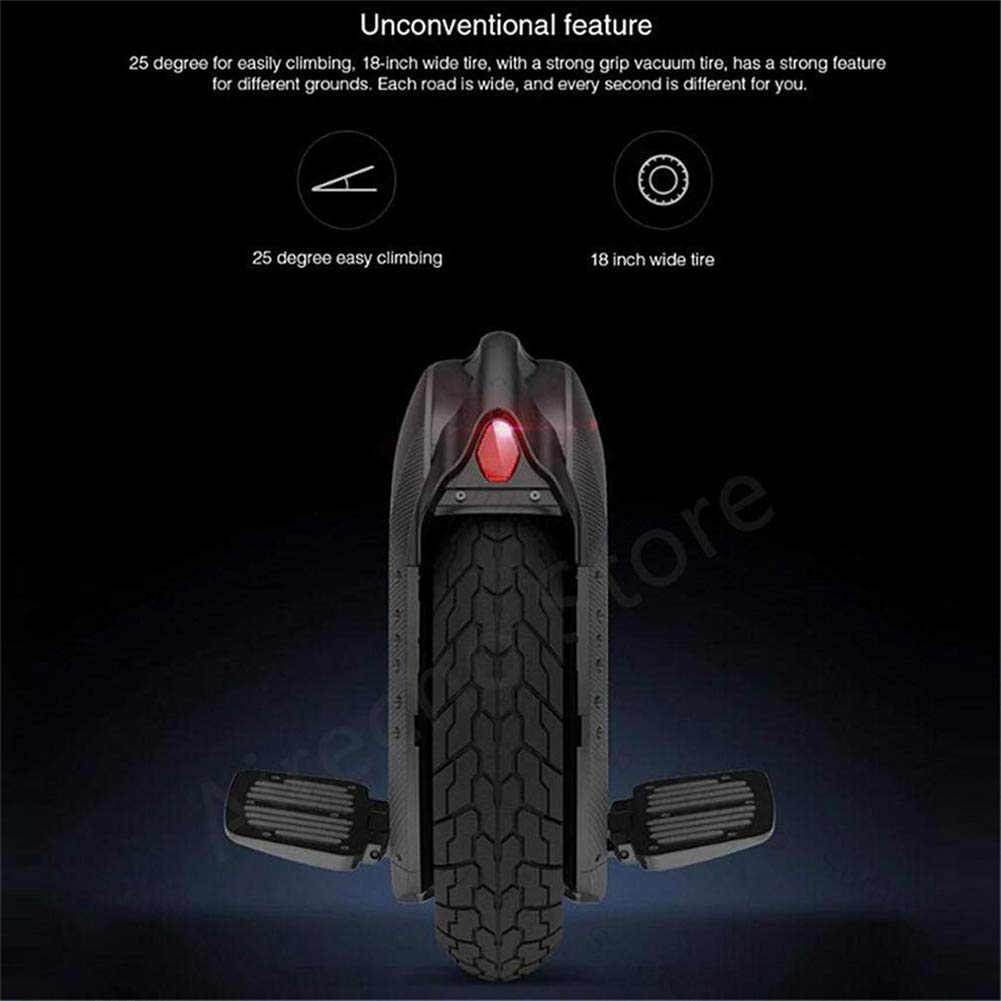 Unconventional feature
25 degree for easily climbing, 18-inch wide tire, with a strong grip vacuum tire, has a strong feature
for different grounds. Each road is wide, and every second is different for you.
25 degree easy climbing
18 inch wide tire
Store